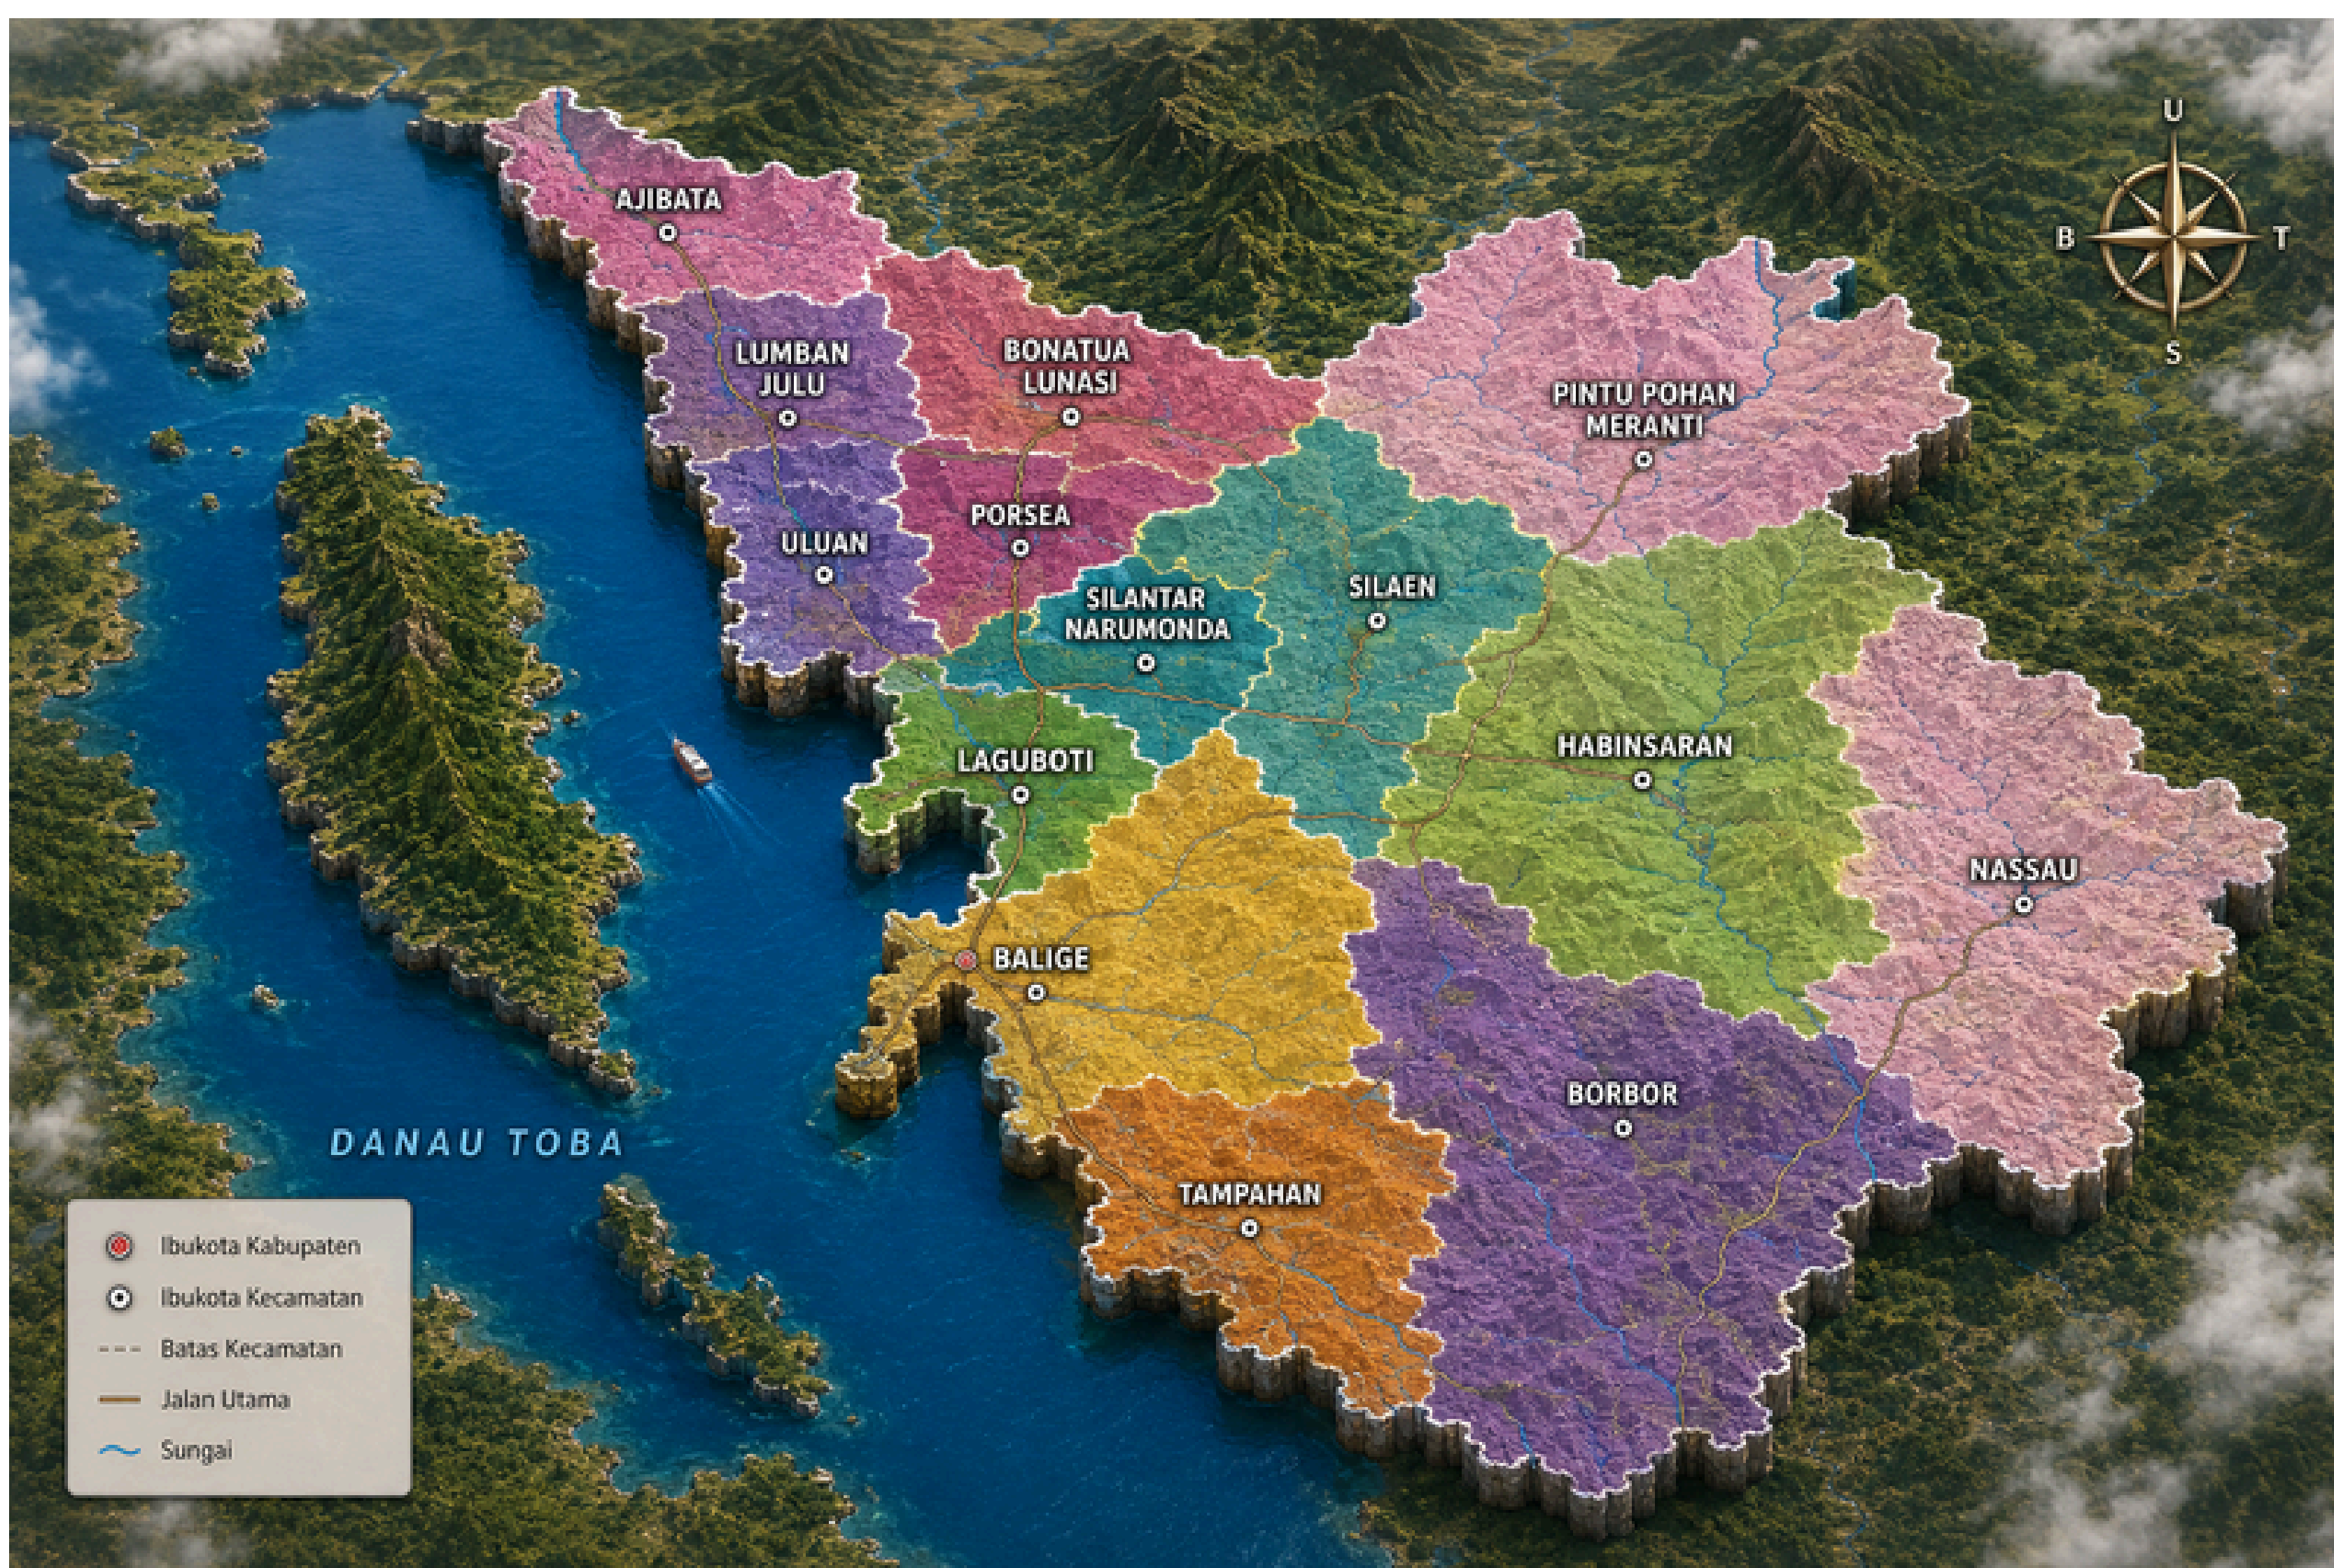 U
B
T
S
AJIBATA
LUMBAN
JULU
BONATUA
LUNASI
PINTU POHAN
MERANTI
PORSEA
ULUAN
SILANTAR
NARUMONDA
SILAEN
LAGUBOTI
HABINSARAN
NASSAU
BALIGE
BORBOR
TAMPAHAN
DANAU TOBA
Ibukota Kabupaten
Ibukota Kecamatan
Batas Kecamatan
Jalan Utama
Sungai